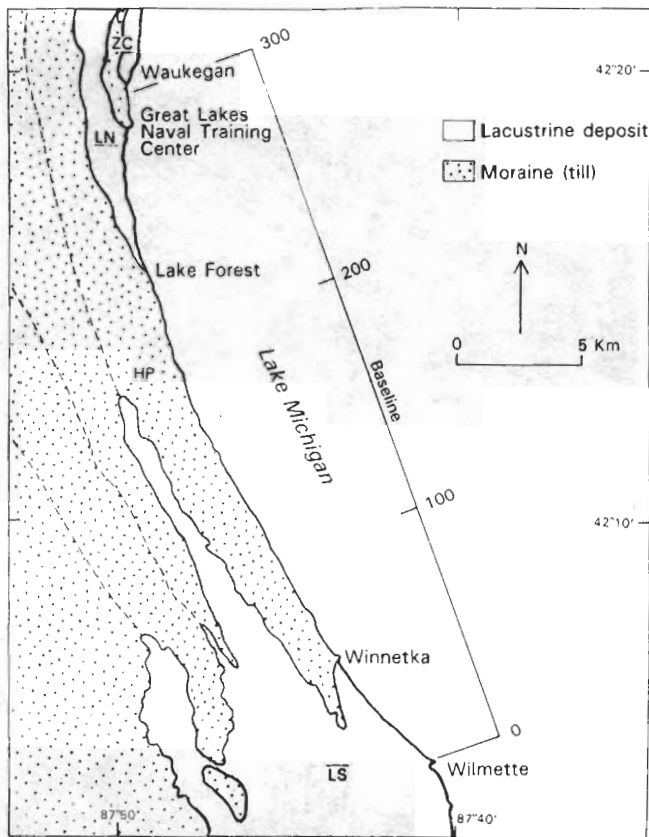 ZC
300
Waukegan
42°20'
Great Lakes
Naval Training
Center
LN
Lacustrine deposit
Moraine (till)
N
Lake Forest
200
0 5 Km
HP
Lake Michigan
Baseline
100
42°10'
Winnetka
0
LS
Wilmette
87°50'
87°40'